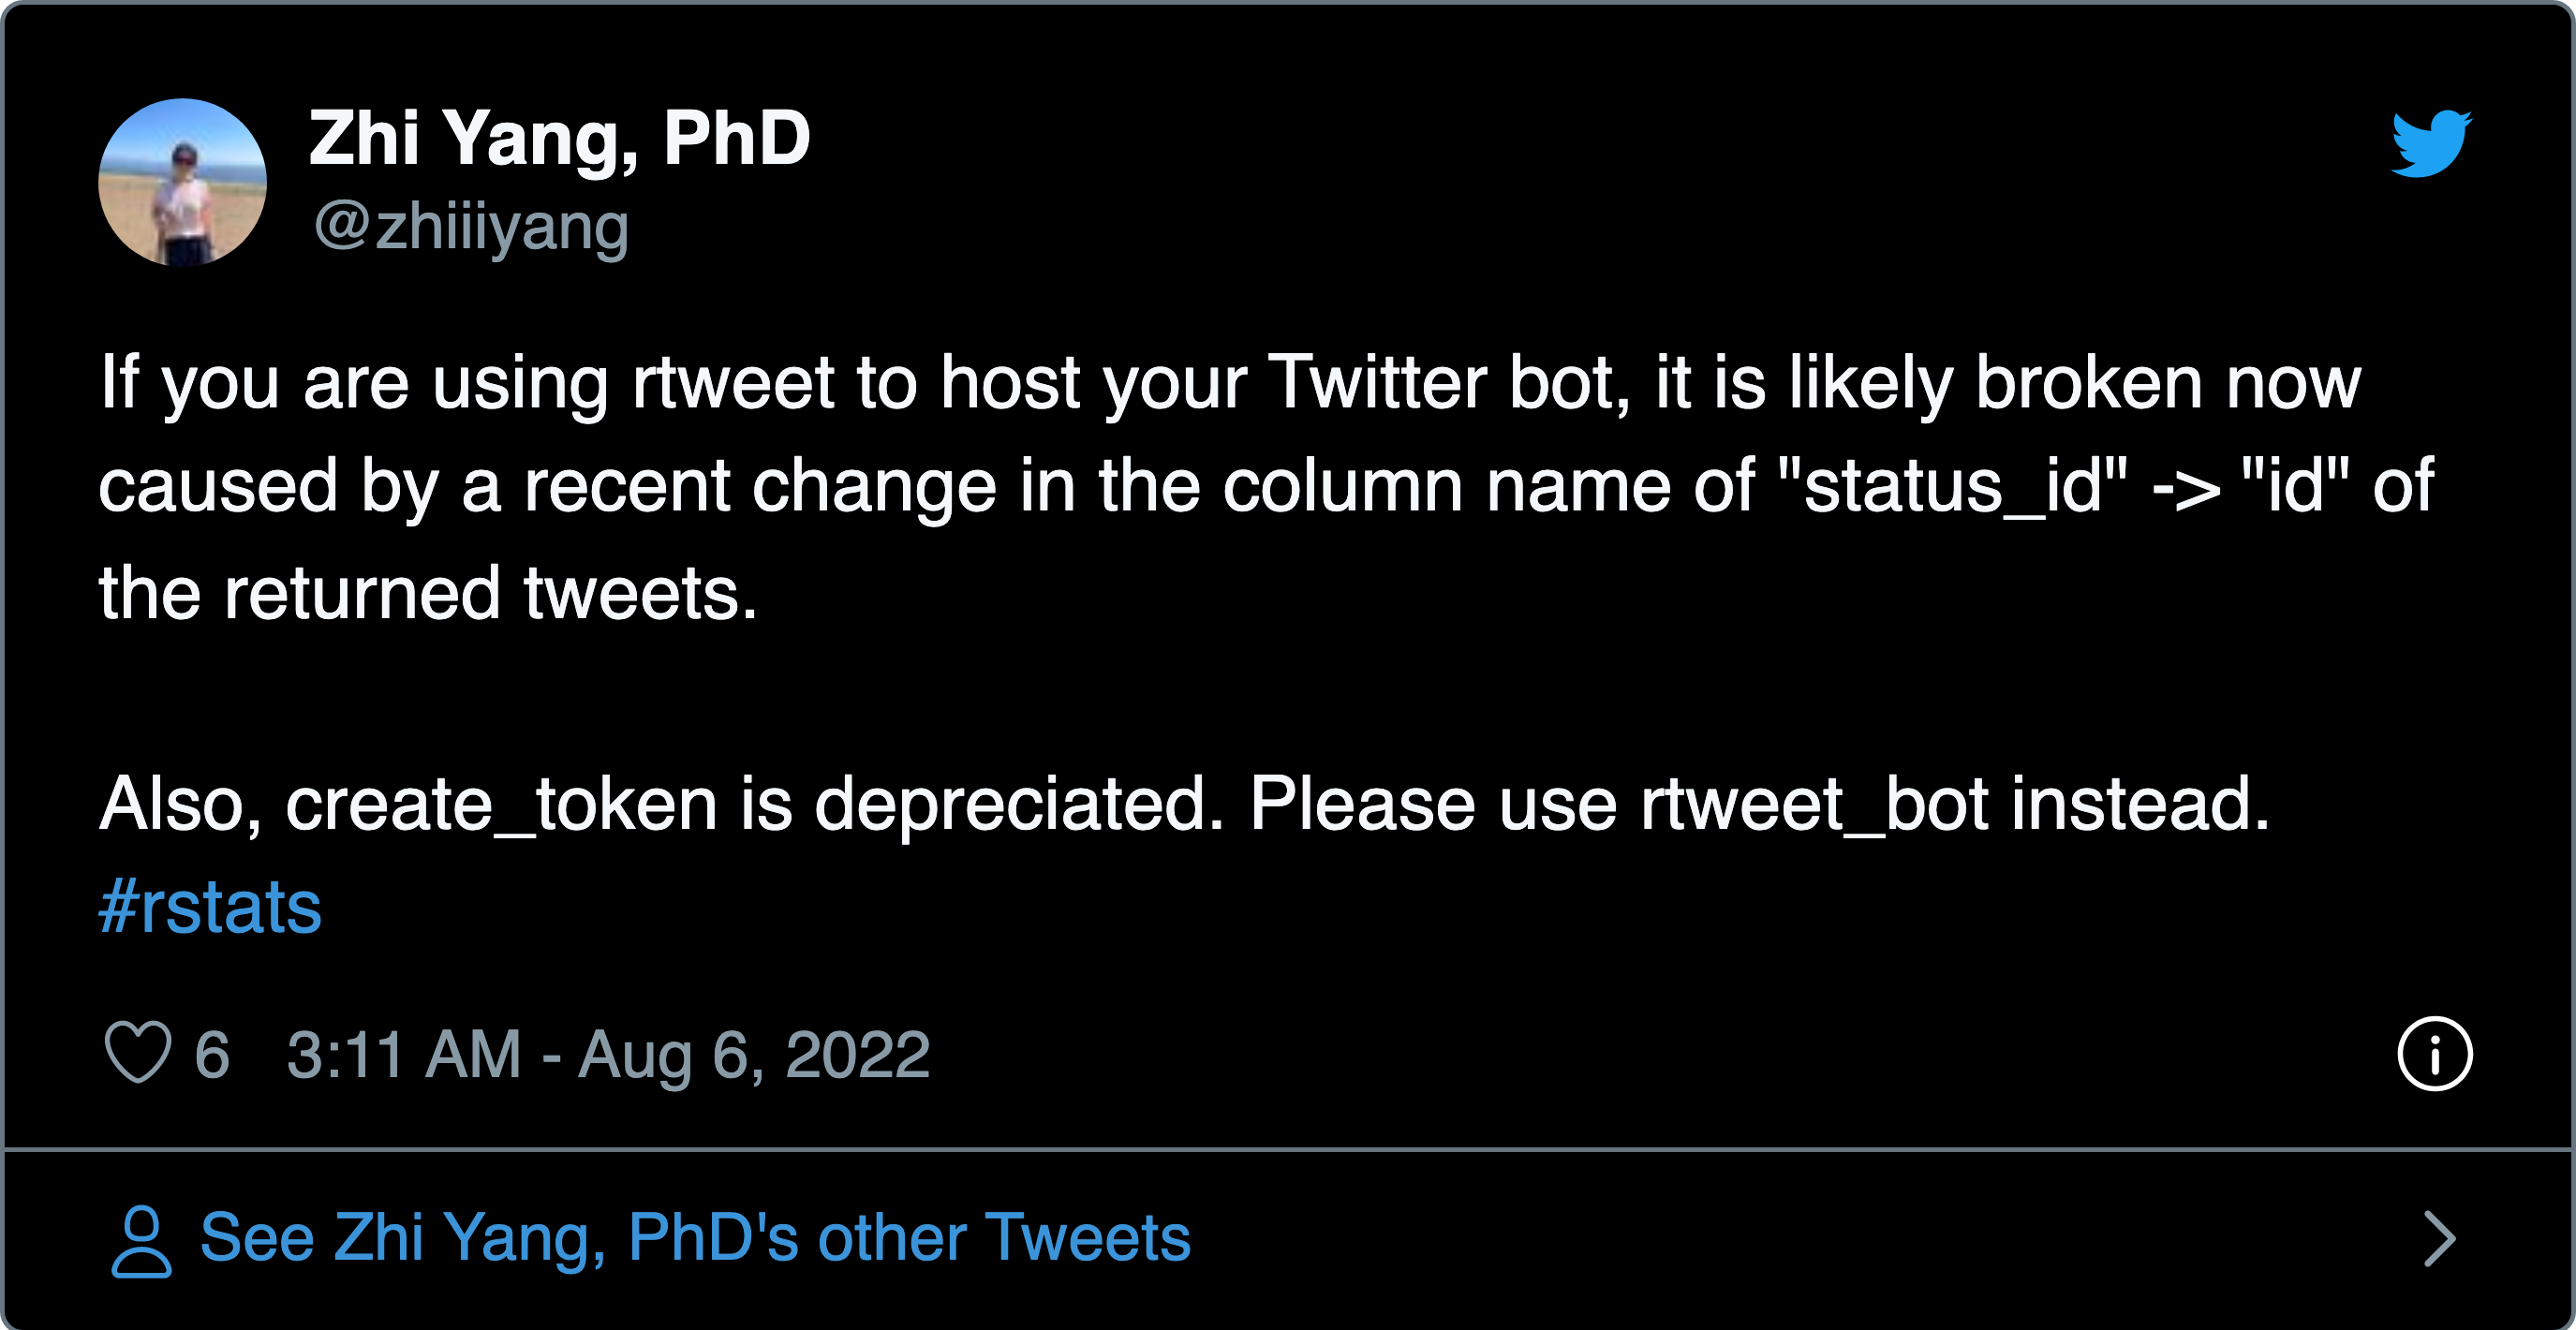 Zhi Yang, PhD
@zhiiiyang
If you are using rtweet to host your Twitter bot, it is likely broken now
caused by a recent change in the column name of "status_id" -> "id" of
the returned tweets.
Also, create_token is depreciated. Please use rtweet_bot instead.
#rstats
6 3:11 AM - Aug 6, 2022
See Zhi Yang, PhD's other Tweets